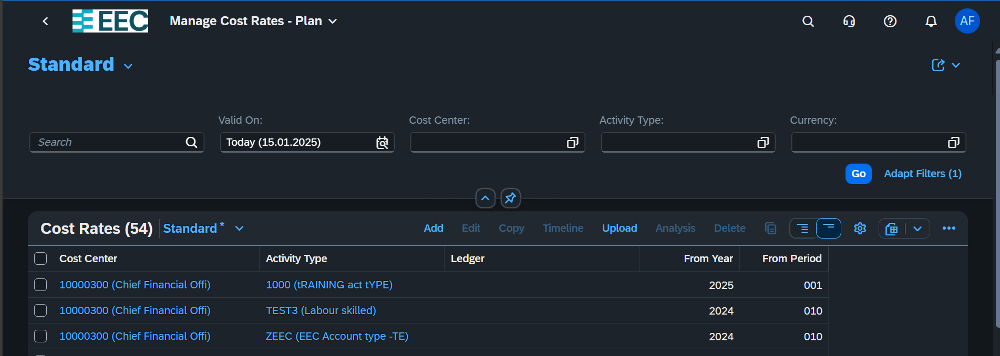 EEC Manage Cost Rates - Plan AF
Standard
Valid On: Cost Center: Activity Type: Currency:
Search Today (15.01.2025)
Go Adapt Filters (1)
Cost Rates (54) Standard * Add Edit Copy Timeline Upload Analysis Delete
Cost Center Activity Type Ledger From Year From Period
10000300 (Chief Financial Offi) 1000 (tRAINING act tYPE) 2025 001
10000300 (Chief Financial Offi) TEST3 (Labour skilled) 2024 010
10000300 (Chief Financial Offi) ZEEC (EEC Account type -TE) 2024 010